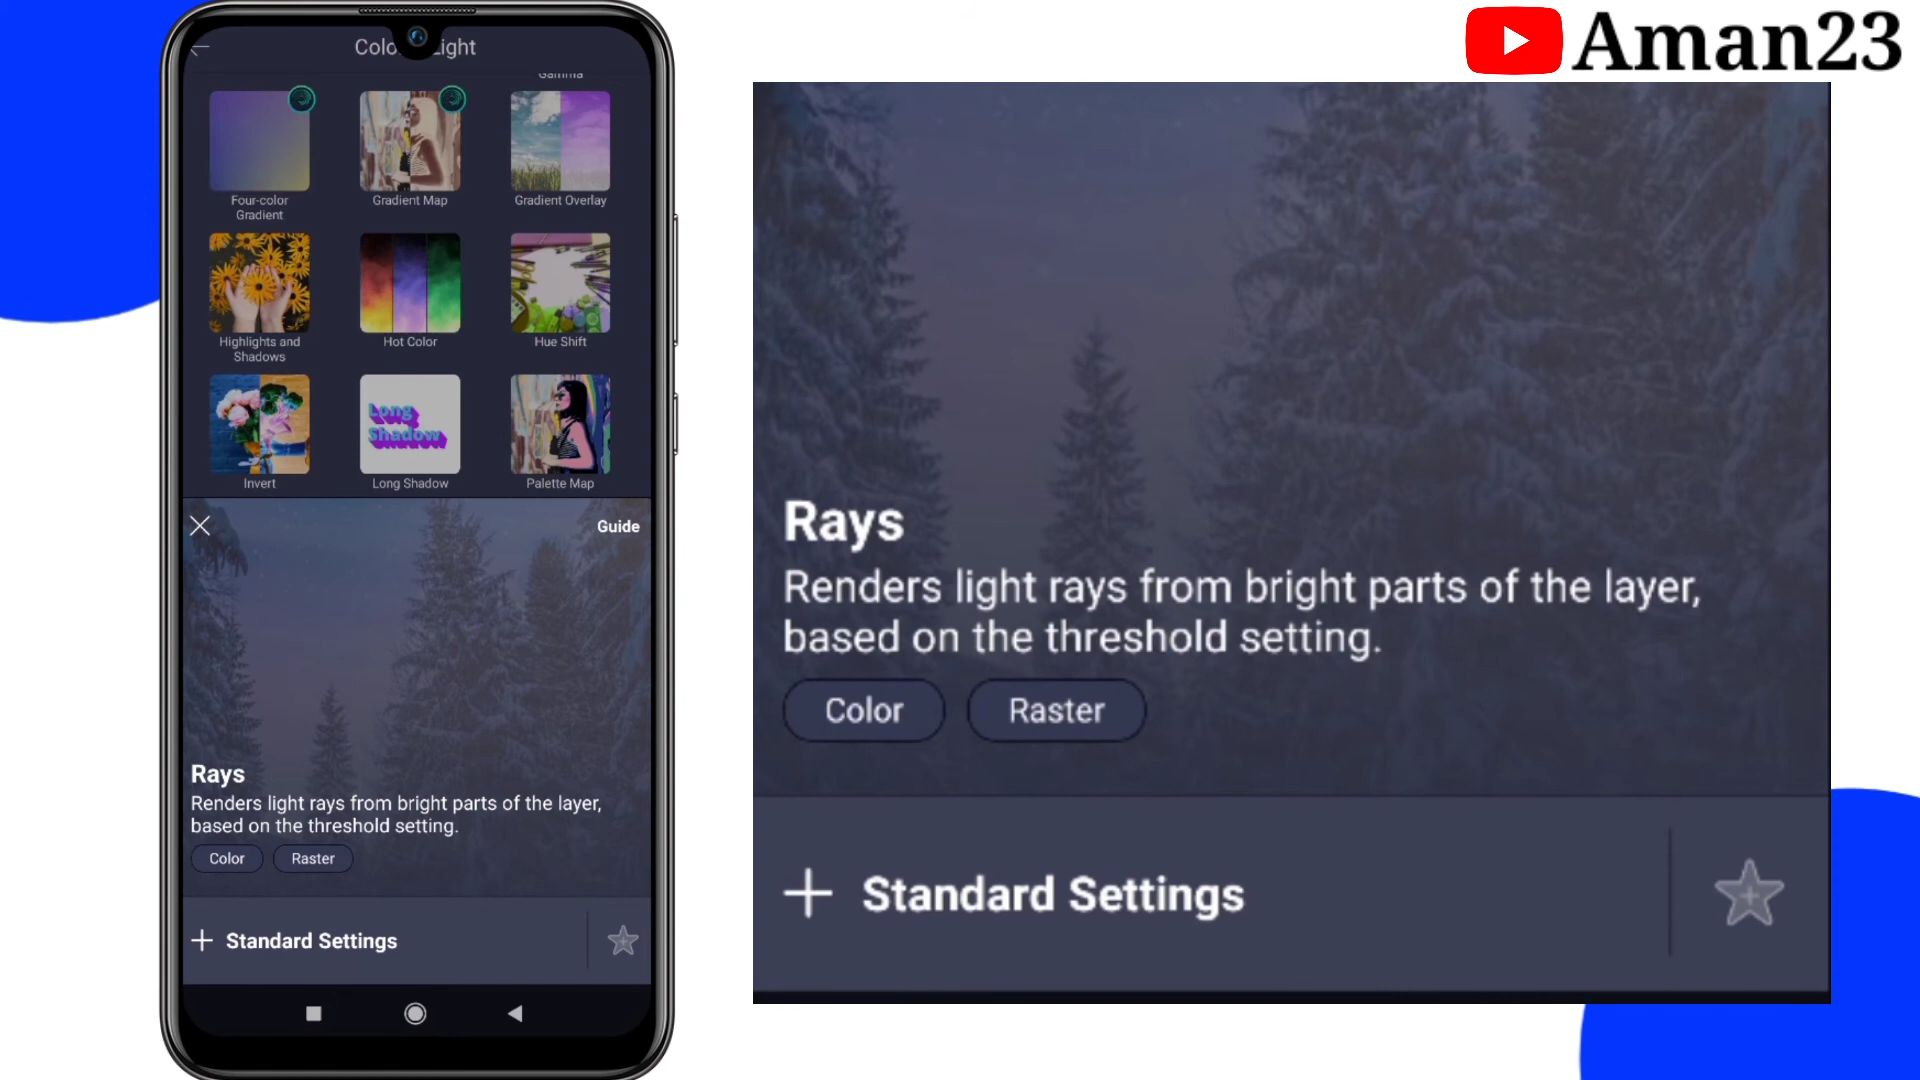 Aman23
Gamma
Four-color
Gradient
Gradient Map
Gradient Overlay
Highlights and
Shadows
Hot Color
Hue Shift
Long
Shadow
Invert
Long Shadow
Palette Map
Guide
Rays
Renders light rays from bright parts of the layer,
based on the threshold setting.
Color
Raster
Standard Settings
Rays
Renders light rays from bright parts of the layer,
based on the threshold setting.
Color
Raster
Standard Settings